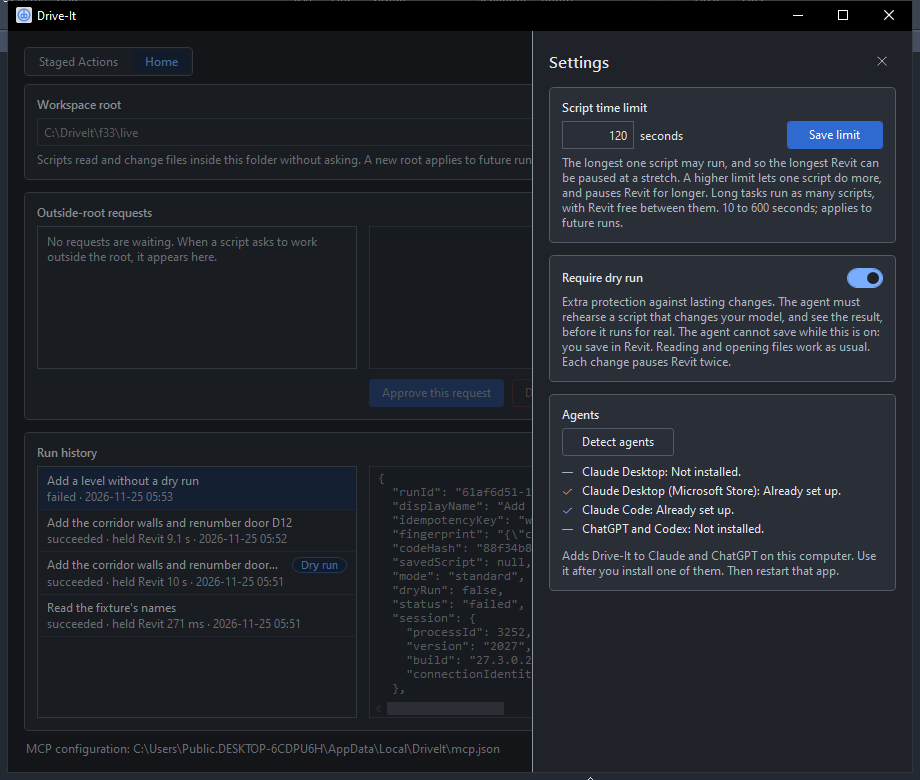 Drive-It
Staged Actions
Home
Workspace root
C:\DriveIt\f33\live
Scripts read and change files inside this folder without asking. A new root applies to future run
Outside-root requests
No requests are waiting. When a script asks to work
outside the root, it appears here.
Approve this request
D
Run history
Add a level without a dry run
failed · 2026-11-25 05:53
Add the corridor walls and renumber door D12
succeeded · held Revit 9.1 s · 2026-11-25 05:52
Add the corridor walls and renumber door...
Dry run
succeeded · held Revit 10 s · 2026-11-25 05:51
Read the fixture's names
succeeded · held Revit 271 ms · 2026-11-25 05:51
{
"runId": "61af6d51-1
"displayName": "Add
"idempotencyKey": "w
"fingerprint": "{\"c
"codeHash": "88f34b8
"savedScript": null,
"mode": "standard",
"dryRun": false,
"status": "failed",
"session": {
"processId": 3252,
"version": "2027",
"build": "27.3.0.2
"connectionIdentit
},
MCP configuration: C:\Users\Public.DESKTOP-6CDPU6H\AppData\Local\DriveIt\mcp.json
Settings
Script time limit
120 seconds
Save limit
The longest one script may run, and so the longest Revit can
be paused at a stretch. A higher limit lets one script do more,
and pauses Revit for longer. Long tasks run as many scripts,
with Revit free between them. 10 to 600 seconds; applies to
future runs.
Require dry run
Extra protection against lasting changes. The agent must
rehearse a script that changes your model, and see the result,
before it runs for real. The agent cannot save while this is on:
you save in Revit. Reading and opening files work as usual.
Each change pauses Revit twice.
Agents
Detect agents
— Claude Desktop: Not installed.
✓ Claude Desktop (Microsoft Store): Already set up.
✓ Claude Code: Already set up.
— ChatGPT and Codex: Not installed.
Adds Drive-It to Claude and ChatGPT on this computer. Use
it after you install one of them. Then restart that app.